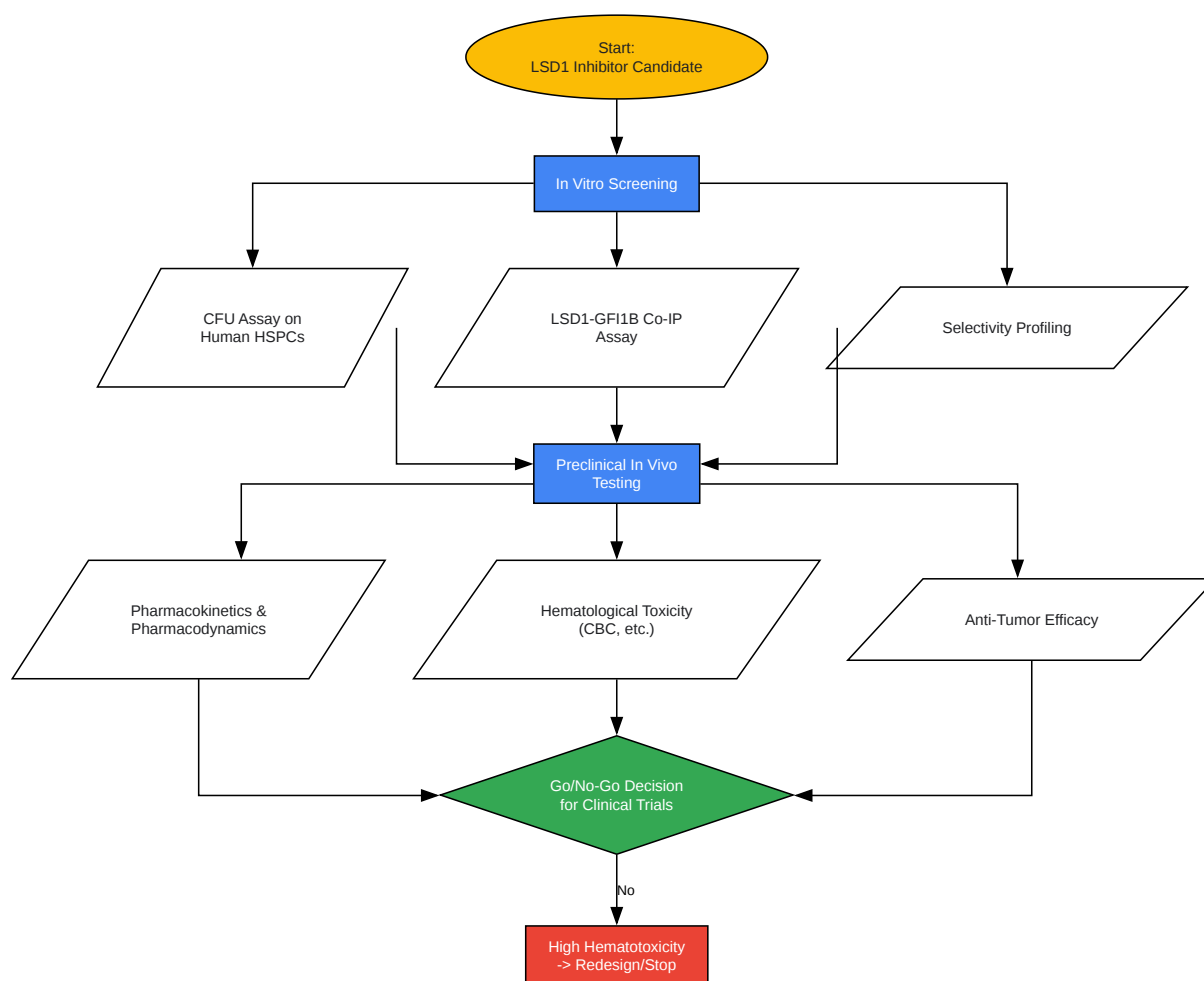 Start:
LSD1 Inhibitor Candidate
In Vitro Screening
CFU Assay on
Human HSPCs
LSD1-GFI1B Co-IP
Assay
Selectivity Profiling
Preclinical In Vivo
Testing
Pharmacokinetics &
Pharmacodynamics
Hematological Toxicity
(CBC, etc.)
Anti-Tumor Efficacy
Go/No-Go Decision
for Clinical Trials
No
High Hematotoxicity
-> Redesign/Stop